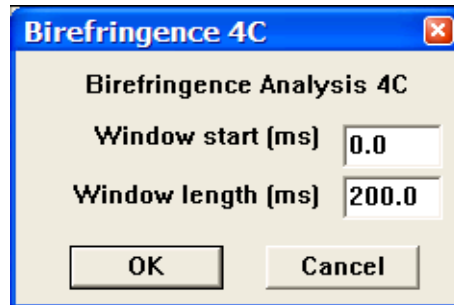 Birefringence 4C
Birefringence Analysis 4C
Window start (ms) 0.0
Window length (ms) 200.0
OK Cancel